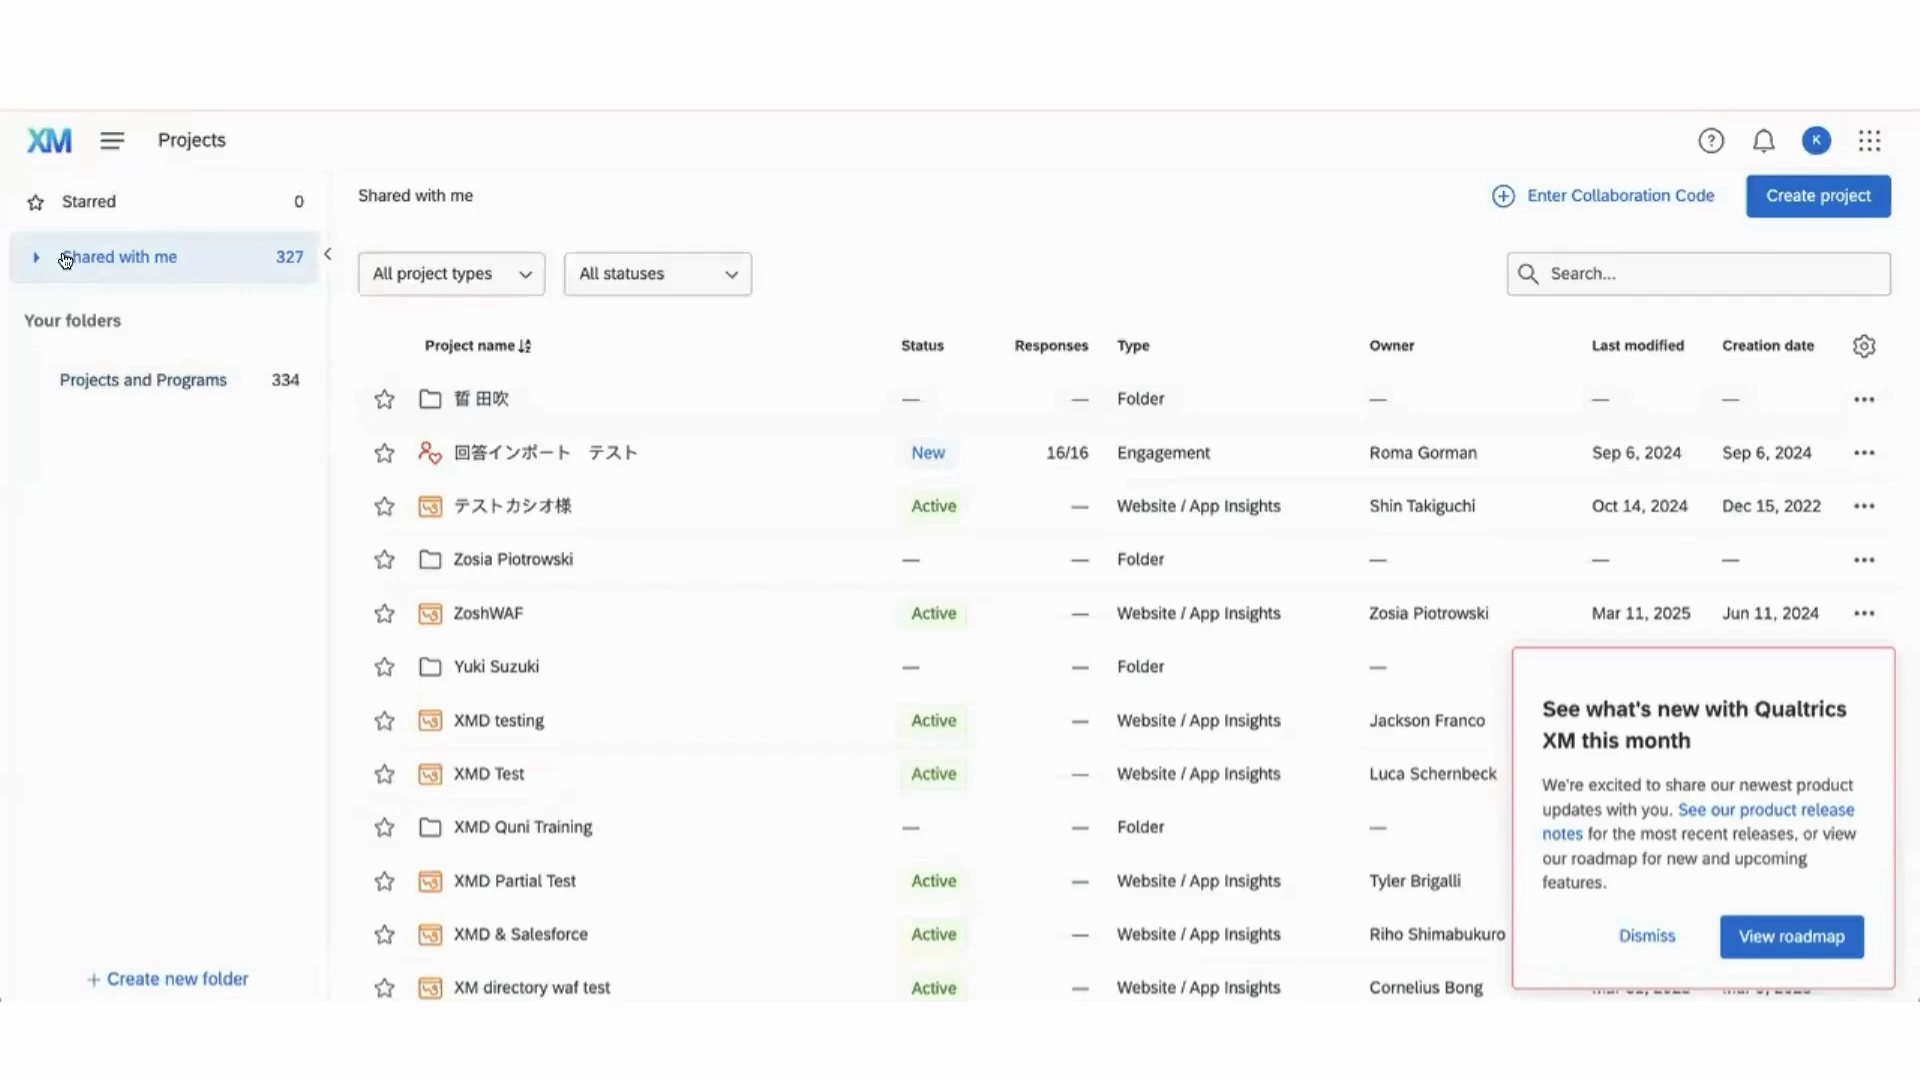 XM Projects
K
Starred 0
Shared with me
Enter Collaboration Code
Create project
Shared with me 327
All project types
All statuses
Search...
Your folders
Projects and Programs 334
Project name Status Responses Type Owner Last modified Creation date
哲 田吹 — — Folder — — —
回答インポート テスト New 16/16 Engagement Roma Gorman Sep 6, 2024 Sep 6, 2024
テストカシオ様 Active — Website / App Insights Shin Takiguchi Oct 14, 2024 Dec 15, 2022
Zosia Piotrowski — — Folder — — —
ZoshWAF Active — Website / App Insights Zosia Piotrowski Mar 11, 2025 Jun 11, 2024
Yuki Suzuki — — Folder —
XMD testing Active — Website / App Insights Jackson Franco
XMD Test Active — Website / App Insights Luca Schernbeck
XMD Quni Training — — Folder —
XMD Partial Test Active — Website / App Insights Tyler Brigalli
XMD & Salesforce Active — Website / App Insights Riho Shimabukuro
XM directory waf test Active — Website / App Insights Cornelius Bong
See what's new with Qualtrics
XM this month
We're excited to share our newest product
updates with you. See our product release
notes for the most recent releases, or view
our roadmap for new and upcoming
features.
Dismiss
View roadmap
+ Create new folder